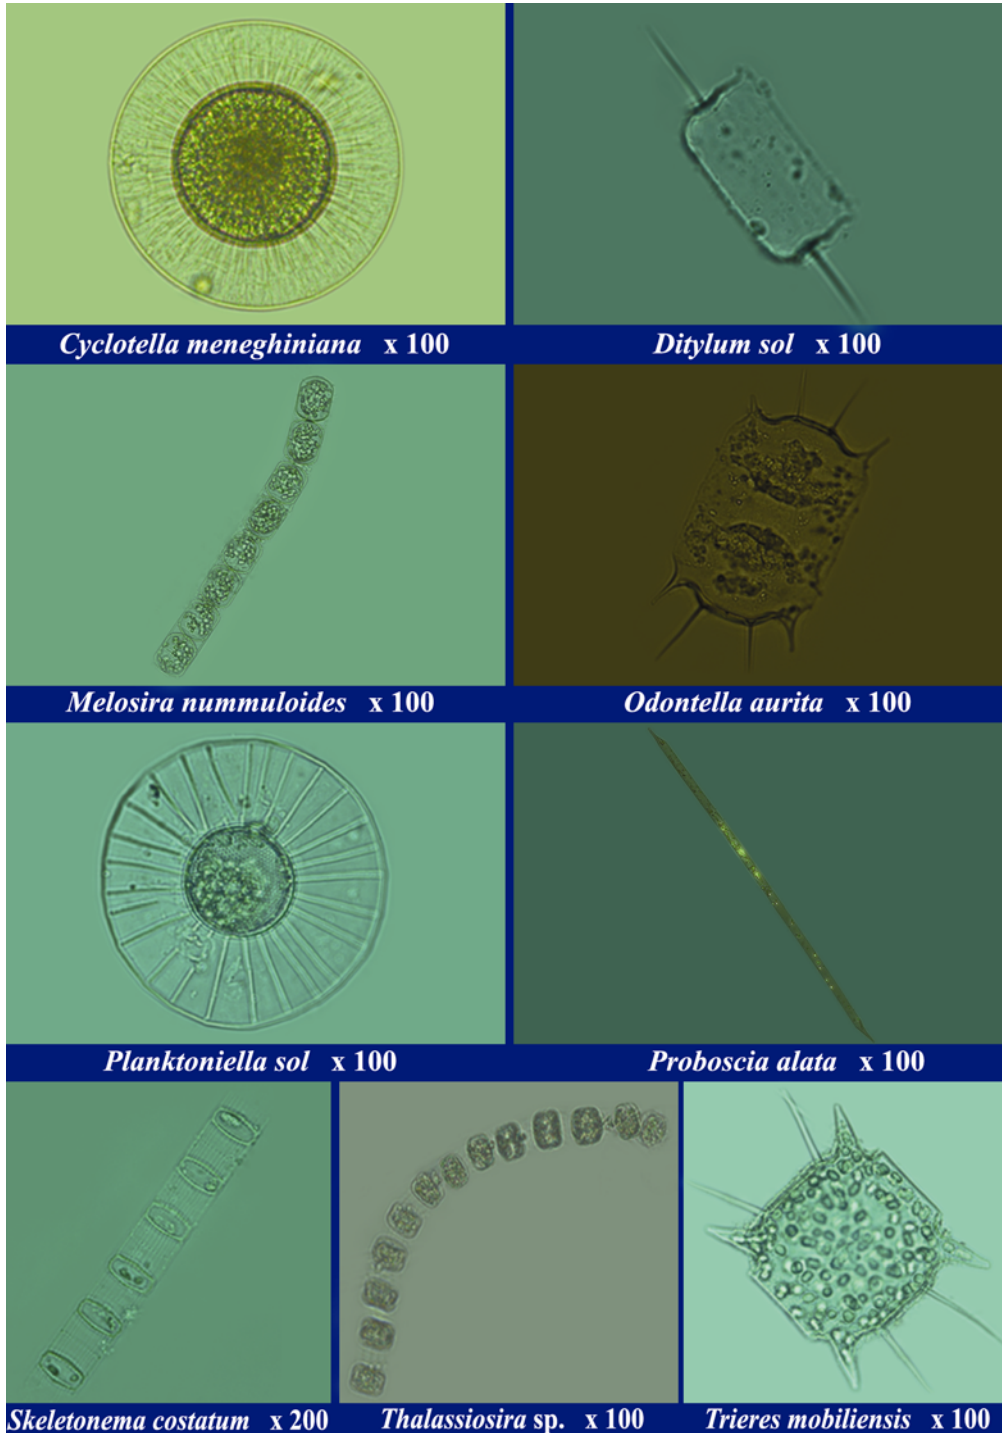 Cyclotella meneghiniana x 100
Ditylum sol x 100
Melosira nummuloides x 100
Odontella aurita x 100
Planktoniella sol x 100
Proboscia alata x 100
Skeletonema costatum x 200
Thalassiosira sp. x 100
Trieres mobiliensis x 100